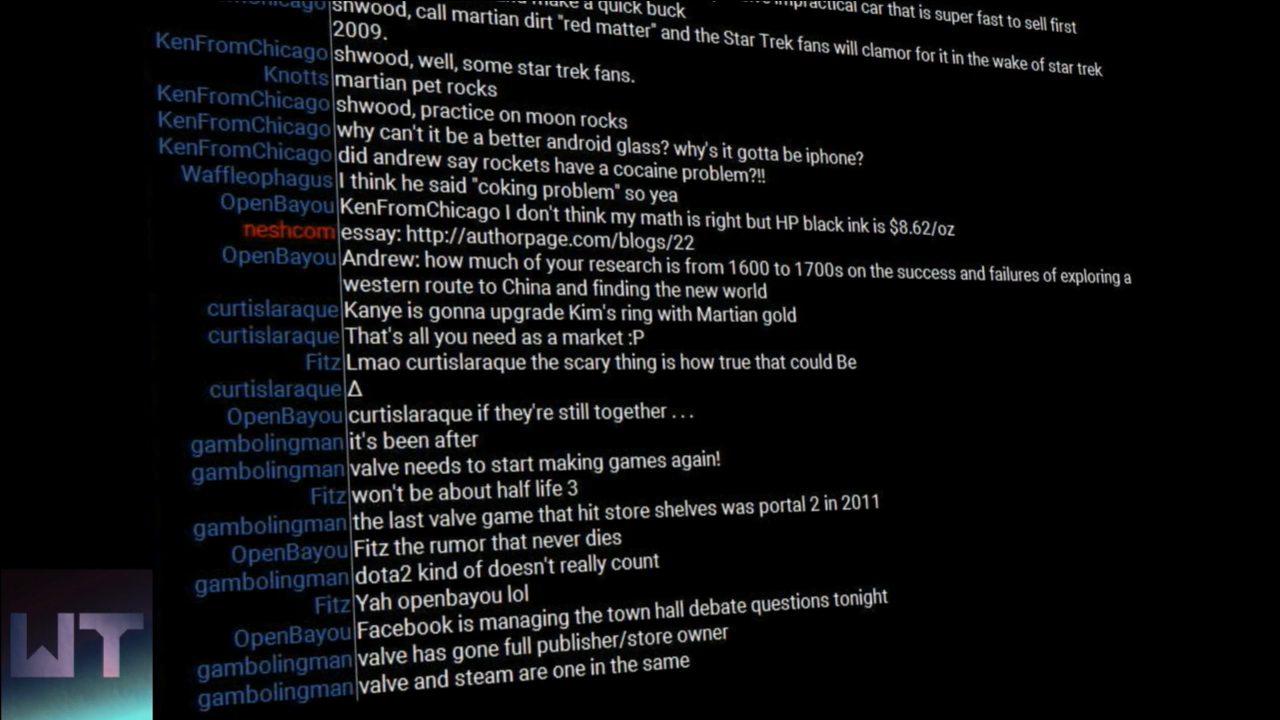 make a quick buck impractical car that is super fast to sell first
shwood, call martian dirt "red matter" and the Star Trek fans will clamor for it in the wake of star trek
2009.
KenFromChicago shwood, well, some star trek fans.
Knotts martian pet rocks
KenFromChicago shwood, practice on moon rocks
KenFromChicago why can't it be a better android glass? why's it gotta be iphone?
KenFromChicago did andrew say rockets have a cocaine problem?!!
Waffleophagus I think he said "coking problem" so yea
OpenBayou KenFromChicago I don't think my math is right but HP black ink is $8.62/oz
neshcom essay: http://authorpage.com/blogs/22
OpenBayou Andrew: how much of your research is from 1600 to 1700s on the success and failures of exploring a
western route to China and finding the new world
curtislaraque Kanye is gonna upgrade Kim's ring with Martian gold
curtislaraque That's all you need as a market :P
Fitz Lmao curtislaraque the scary thing is how true that could Be
curtislaraque Δ
OpenBayou curtislaraque if they're still together . . .
gambolingman it's been after
gambolingman valve needs to start making games again!
Fitz won't be about half life 3
gambolingman the last valve game that hit store shelves was portal 2 in 2011
OpenBayou Fitz the rumor that never dies
gambolingman dota2 kind of doesn't really count
Fitz Yah openbayou lol
OpenBayou Facebook is managing the town hall debate questions tonight
gambolingman valve has gone full publisher/store owner
gambolingman valve and steam are one in the same
WT